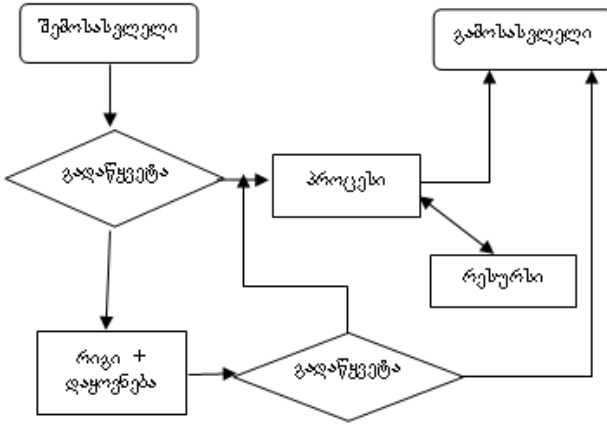 შემოსასვლელი
გამოსასვლელი
გადაწყვეტა
პროცესი
რესურსი
რიგი +
დაყოვნება
გადაწყვეტა